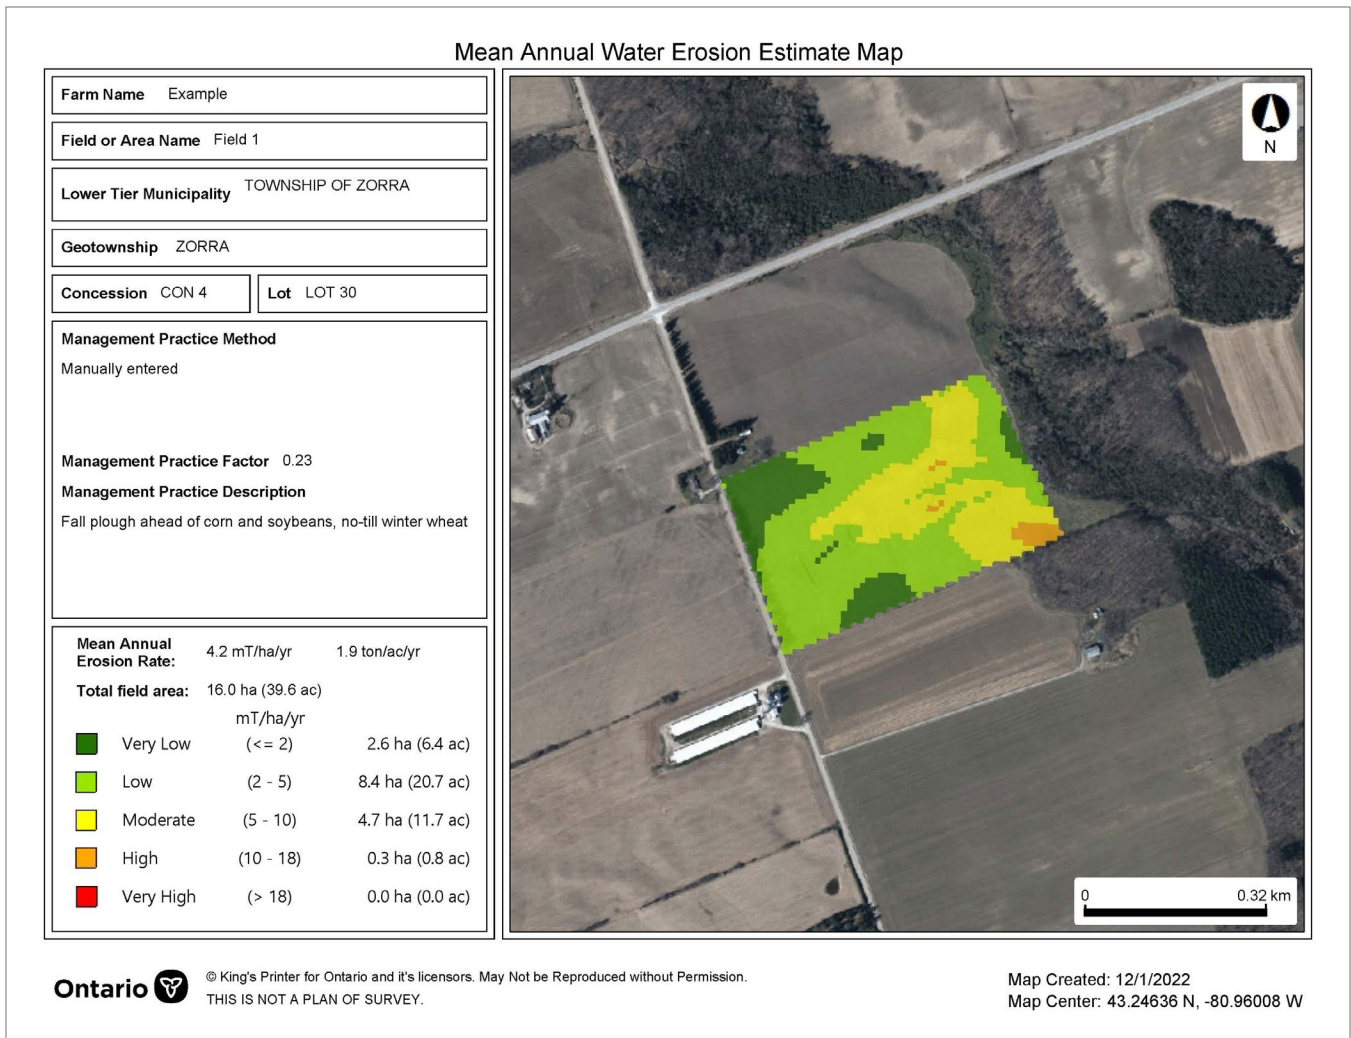 Mean Annual Water Erosion Estimate Map
Farm Name Example
Field or Area Name Field 1
Lower Tier Municipality TOWNSHIP OF ZORRA
Geotownship ZORRA
Concession CON 4
Lot LOT 30
Management Practice Method
Manually entered
Management Practice Factor 0.23
Management Practice Description
Fall plough ahead of corn and soybeans, no-till winter wheat
Mean Annual
Erosion Rate: 4.2 mT/ha/yr 1.9 ton/ac/yr
Total field area: 16.0 ha (39.6 ac)
mT/ha/yr
Very Low (<= 2) 2.6 ha (6.4 ac)
Low (2 - 5) 8.4 ha (20.7 ac)
Moderate (5 - 10) 4.7 ha (11.7 ac)
High (10 - 18) 0.3 ha (0.8 ac)
Very High (> 18) 0.0 ha (0.0 ac)
N
0 0.32 km
Ontario
© King's Printer for Ontario and it's licensors. May Not be Reproduced without Permission.
THIS IS NOT A PLAN OF SURVEY.
Map Created: 12/1/2022
Map Center: 43.24636 N, -80.96008 W